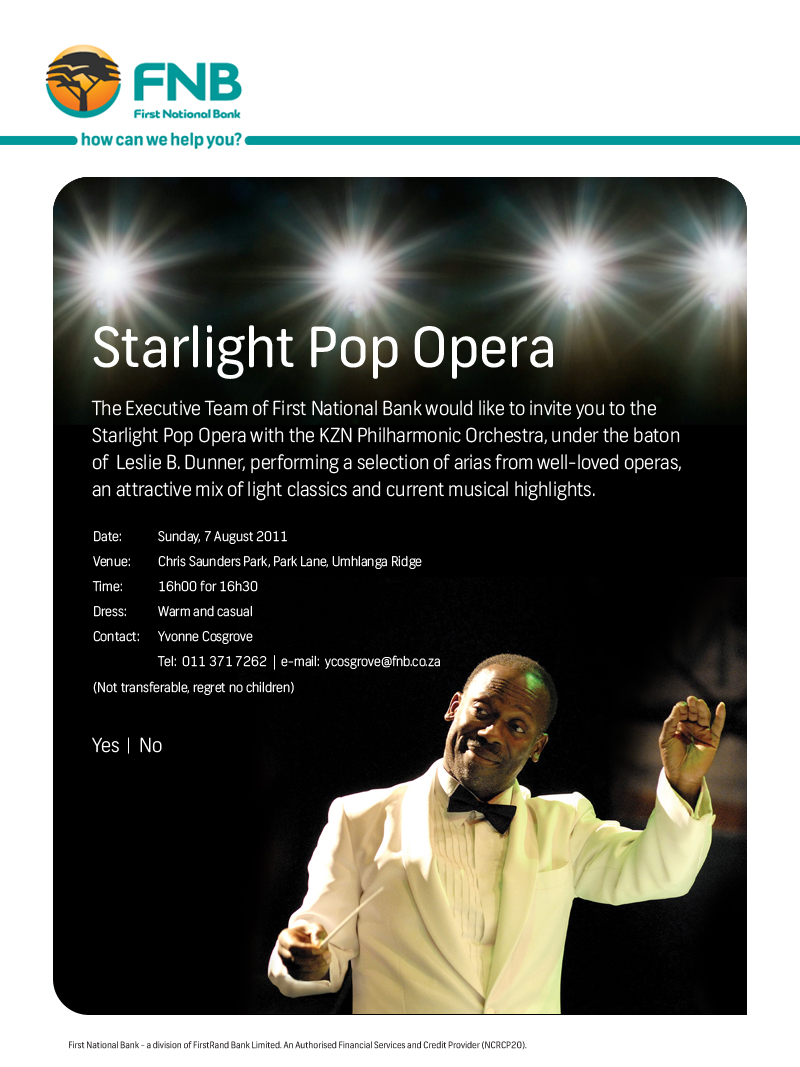 FNB
First National Bank
how can we help you?
Starlight Pop Opera
The Executive Team of First National Bank would like to invite you to the
Starlight Pop Opera with the KZN Philharmonic Orchestra, under the baton
of Leslie B. Dunner, performing a selection of arias from well-loved operas,
an attractive mix of light classics and current musical highlights.
Date: Sunday, 7 August 2011
Venue: Chris Saunders Park, Park Lane, Umhlanga Ridge
Time: 16h00 for 16h30
Dress: Warm and casual
Contact: Yvonne Cosgrove
Tel: 011 371 7262 | e-mail: ycosgrove@fnb.co.za
(Not transferable, regret no children)
Yes | No
First National Bank - a division of FirstRand Bank Limited. An Authorised Financial Services and Credit Provider (NCRCP20).